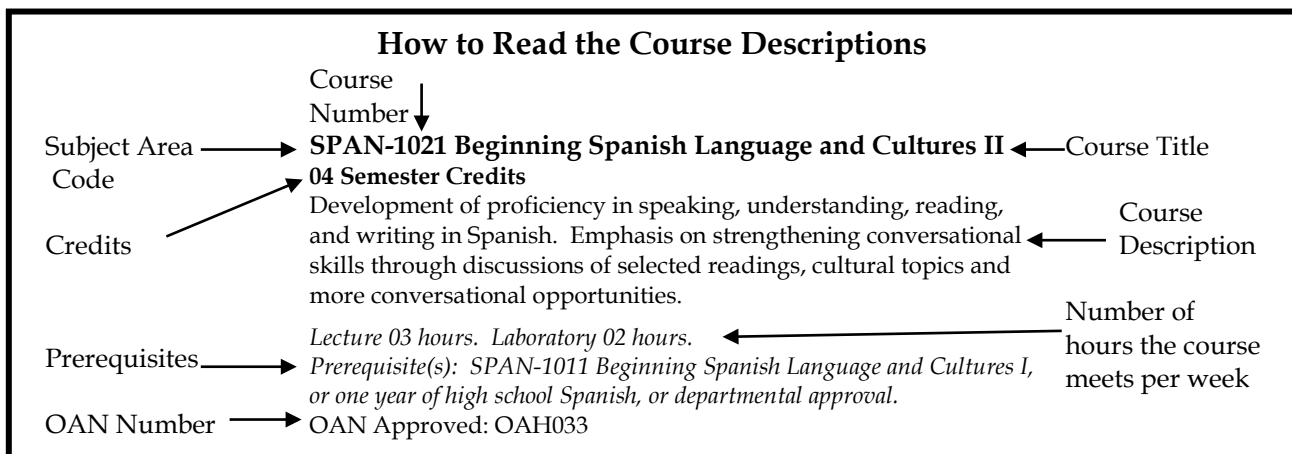 How to Read the Course Descriptions
Course
Number
Subject Area
Code
SPAN-1021 Beginning Spanish Language and Cultures II
Course Title
04 Semester Credits
Credits
Development of proficiency in speaking, understanding, reading,
and writing in Spanish.  Emphasis on strengthening conversational
skills through discussions of selected readings, cultural topics and
more conversational opportunities.
Course
Description
Lecture 03 hours.  Laboratory 02 hours.
Number of
hours the course
meets per week
Prerequisites
Prerequisite(s):  SPAN-1011 Beginning Spanish Language and Cultures I,
or one year of high school Spanish, or departmental approval.
OAN Number
OAN Approved: OAH033